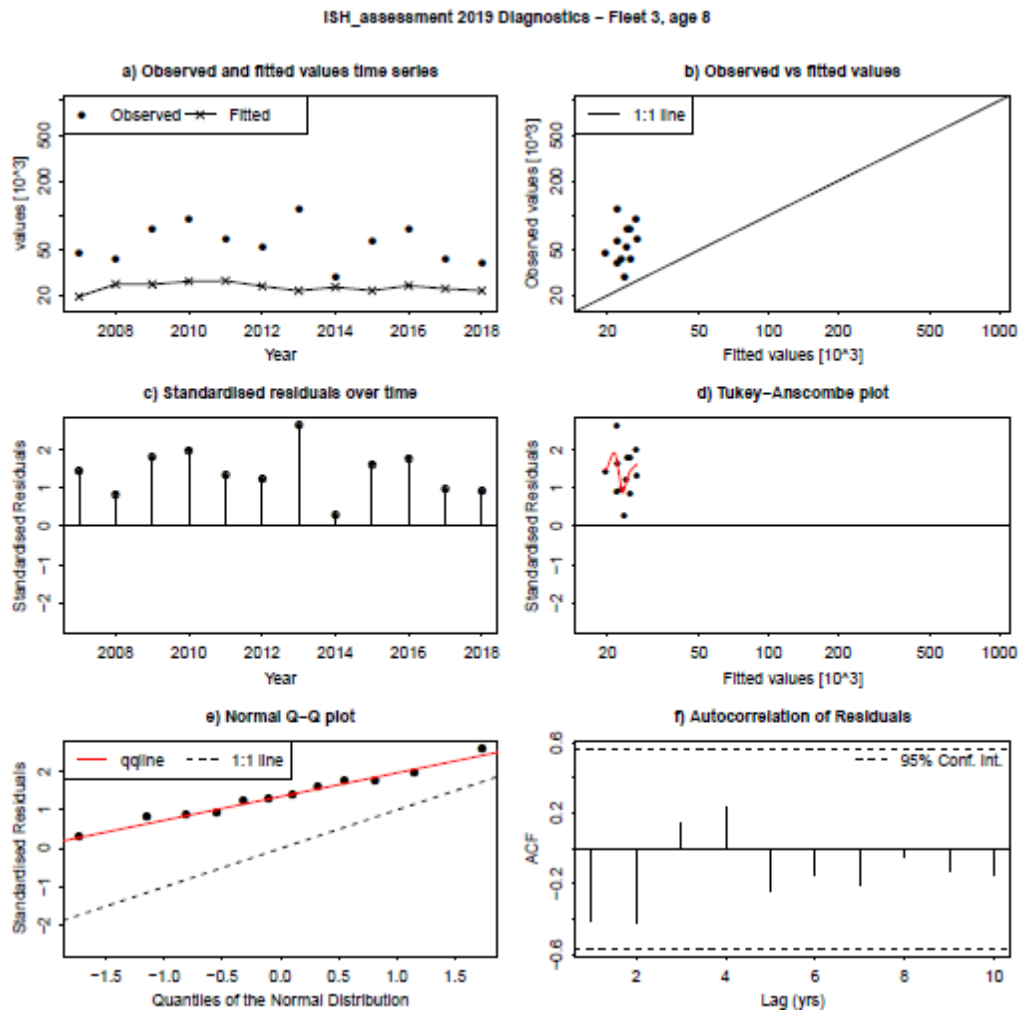 ISH_assessment 2019 Diagnostics – Fleet 3, age 8
a) Observed and fitted values time series
Observed Fitted
values [10^3]
500
200
50
20
2008 2010 2012 2014 2016 2018
Year
b) Observed vs fitted values
1:1 line
Observed values [10^3]
500
200
50
20
20 50 100 200 500 1000
Fitted values [10^3]
c) Standardised residuals over time
Standardised Residuals
2
1
0
−1
−2
2008 2010 2012 2014 2016 2018
Year
d) Tukey−Anscombe plot
Standardised Residuals
2
1
0
−1
−2
20 50 100 200 500 1000
Fitted values [10^3]
e) Normal Q−Q plot
qqline 1:1 line
Standardised Residuals
2
1
0
−1
−2
−1.5 −1.0 −0.5 0.0 0.5 1.0 1.5
Quantiles of the Normal Distribution
f) Autocorrelation of Residuals
95% Conf. Int.
ACF
0.6
0.2
−0.2
−0.6
2 4 6 8 10
Lag (yrs)